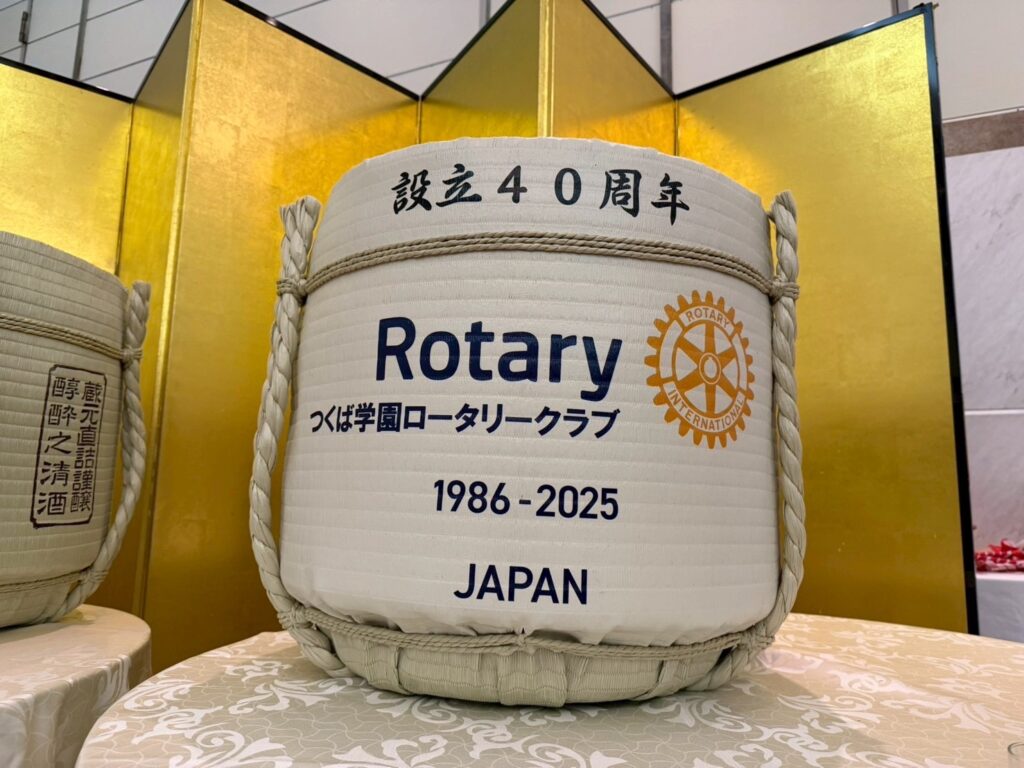 設立４０周年
Rotary
つくば学園ロータリークラブ
1986-2025
JAPAN
ROTARY
INTERNATIONAL
蔵元直詰謹醸
醇酔之清酒